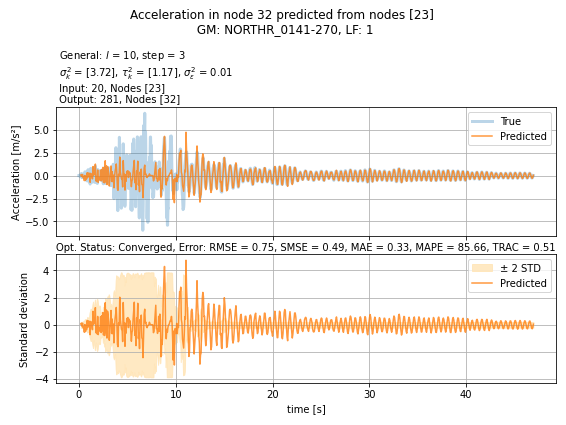 Acceleration in node 32 predicted from nodes [23]
GM: NORTHR_0141-270, LF: 1
General: l = 10, step = 3
σ²ₖ = [3.72], τ²ₖ = [1.17], σ²ε = 0.01
Input: 20, Nodes [23]
Output: 281, Nodes [32]
Acceleration [m/s²]
5.0
2.5
0.0
−2.5
−5.0
True
Predicted
Opt. Status: Converged, Error: RMSE = 0.75, SMSE = 0.49, MAE = 0.33, MAPE = 85.66, TRAC = 0.51
Standard deviation
4
2
0
−2
−4
± 2 STD
Predicted
0 10 20 30 40
time [s]